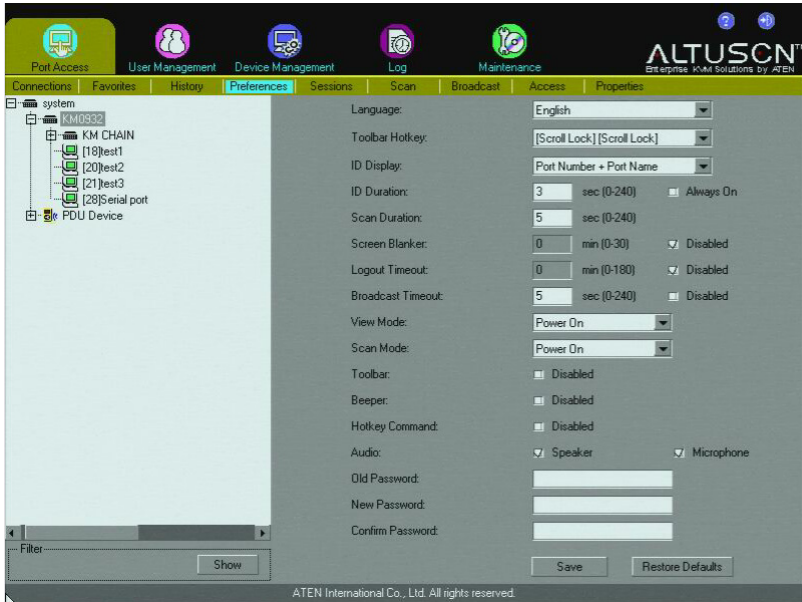 ?
ALTUSCN™
Enterprise KVM Solutions by ATEN
Port Access User Management Device Management Log Maintenance
Connections Favorites History Preferences Sessions Scan Broadcast Access Properties
system
KM0932
KM CHAIN
[18]test1
[20]test2
[21]test3
[28]Serial port
PDU Device
Filter
Show
Language: English
Toolbar Hotkey: [Scroll Lock] [Scroll Lock]
ID Display: Port Number + Port Name
ID Duration: 3 sec (0-240) Always On
Scan Duration: 5 sec (0-240)
Screen Blanker: 0 min (0-30) Disabled
Logout Timeout: 0 min (0-180) Disabled
Broadcast Timeout: 5 sec (0-240) Disabled
View Mode: Power On
Scan Mode: Power On
Toolbar: Disabled
Beeper: Disabled
Hotkey Command: Disabled
Audio: Speaker Microphone
Old Password:
New Password:
Confirm Password:
Save Restore Defaults
ATEN International Co., Ltd. All rights reserved.